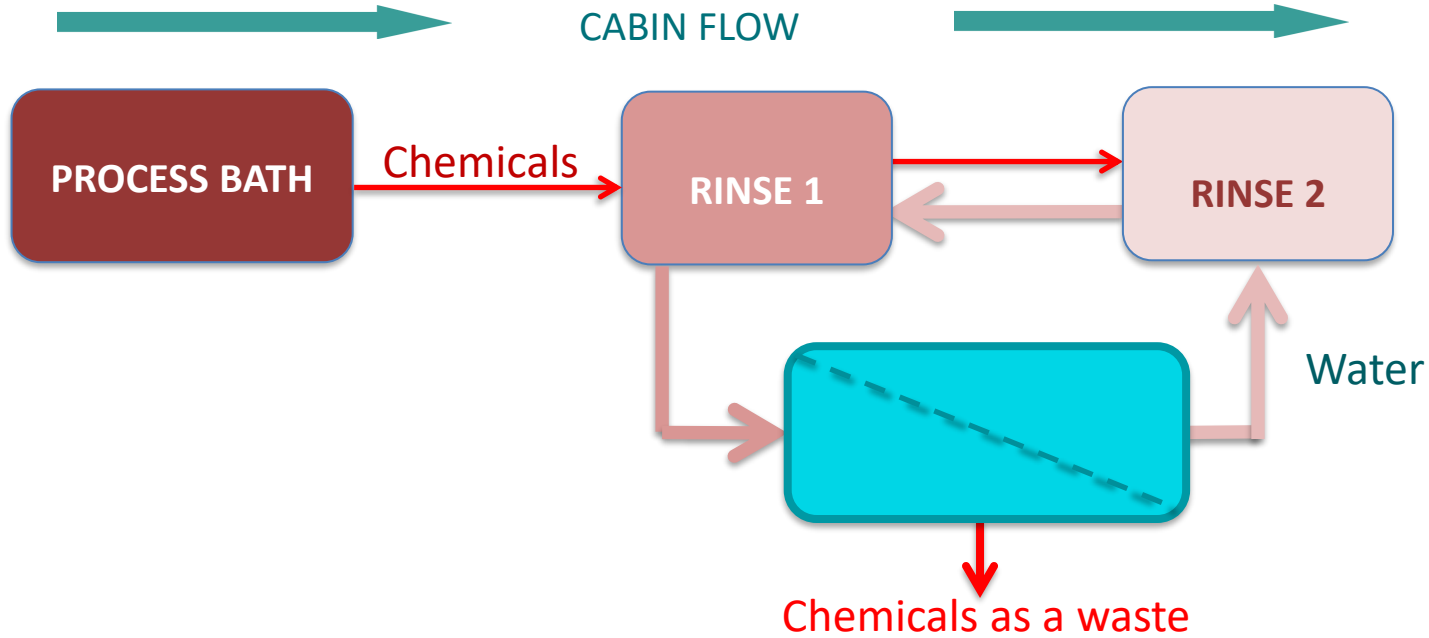 CABIN FLOW
PROCESS BATH
Chemicals
RINSE 1
RINSE 2
Water
Chemicals as a waste